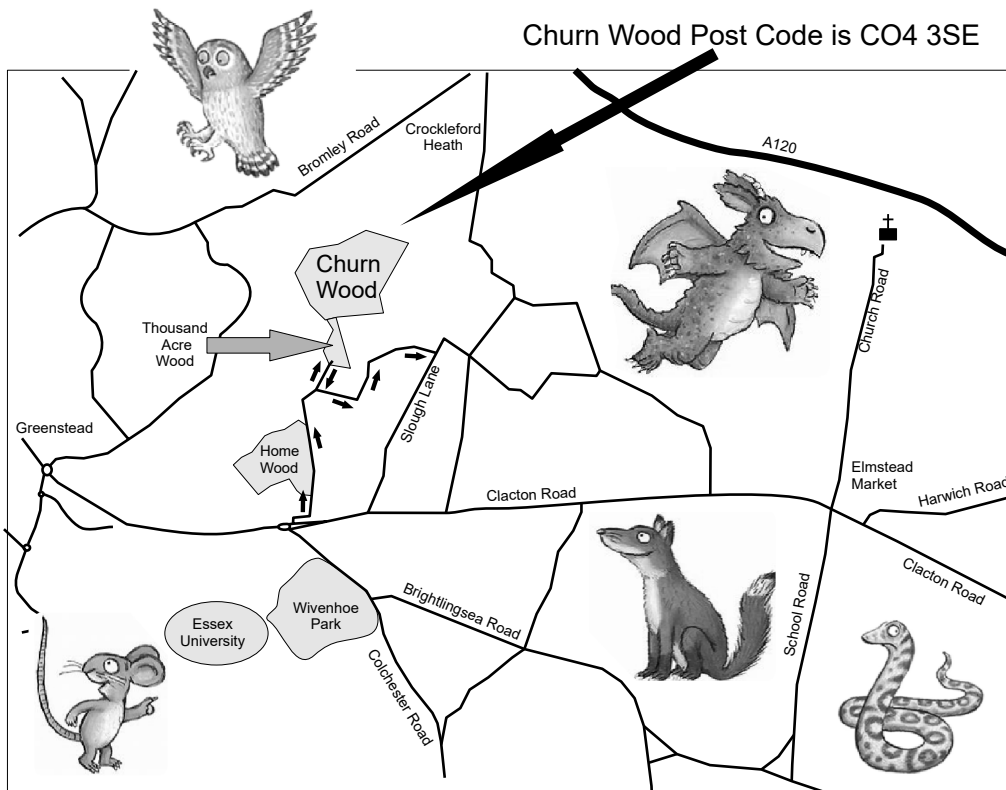 Churn Wood Post Code is CO4 3SE
Crockleford
Heath
Bromley Road
A120
Churn
Wood
Church Road
Thousand
Acre
Wood
Slough Lane
Greenstead
Home
Wood
Elmstead
Market
Harwich Road
Clacton Road
Clacton Road
Brightlingsea Road
Wivenhoe
Park
Essex
University
School Road
Colchester Road